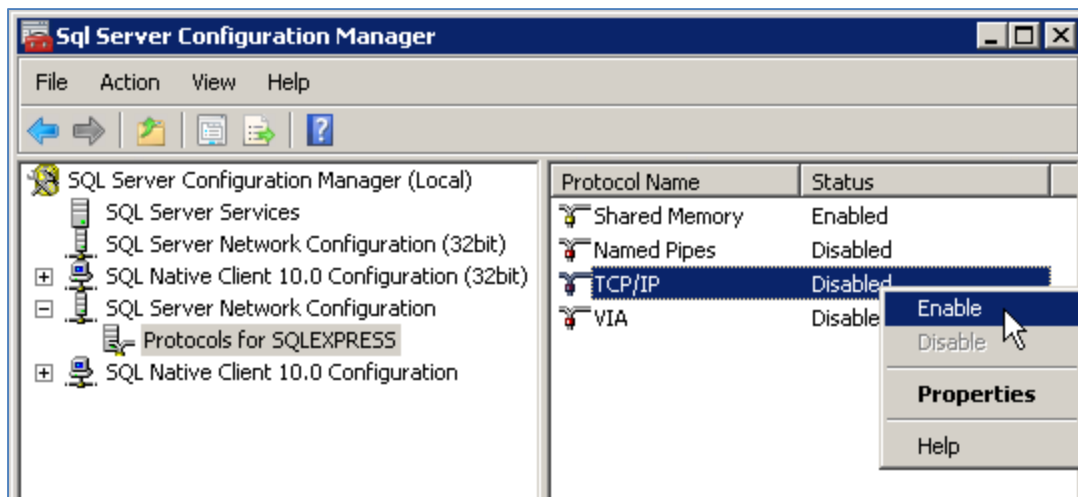 Sql Server Configuration Manager
File Action View Help
SQL Server Configuration Manager (Local)
SQL Server Services
SQL Server Network Configuration (32bit)
SQL Native Client 10.0 Configuration (32bit)
SQL Server Network Configuration
Protocols for SQLEXPRESS
SQL Native Client 10.0 Configuration
Protocol Name Status
Shared Memory Enabled
Named Pipes Disabled
TCP/IP Disabled
VIA Disable
Enable
Disable
Properties
Help